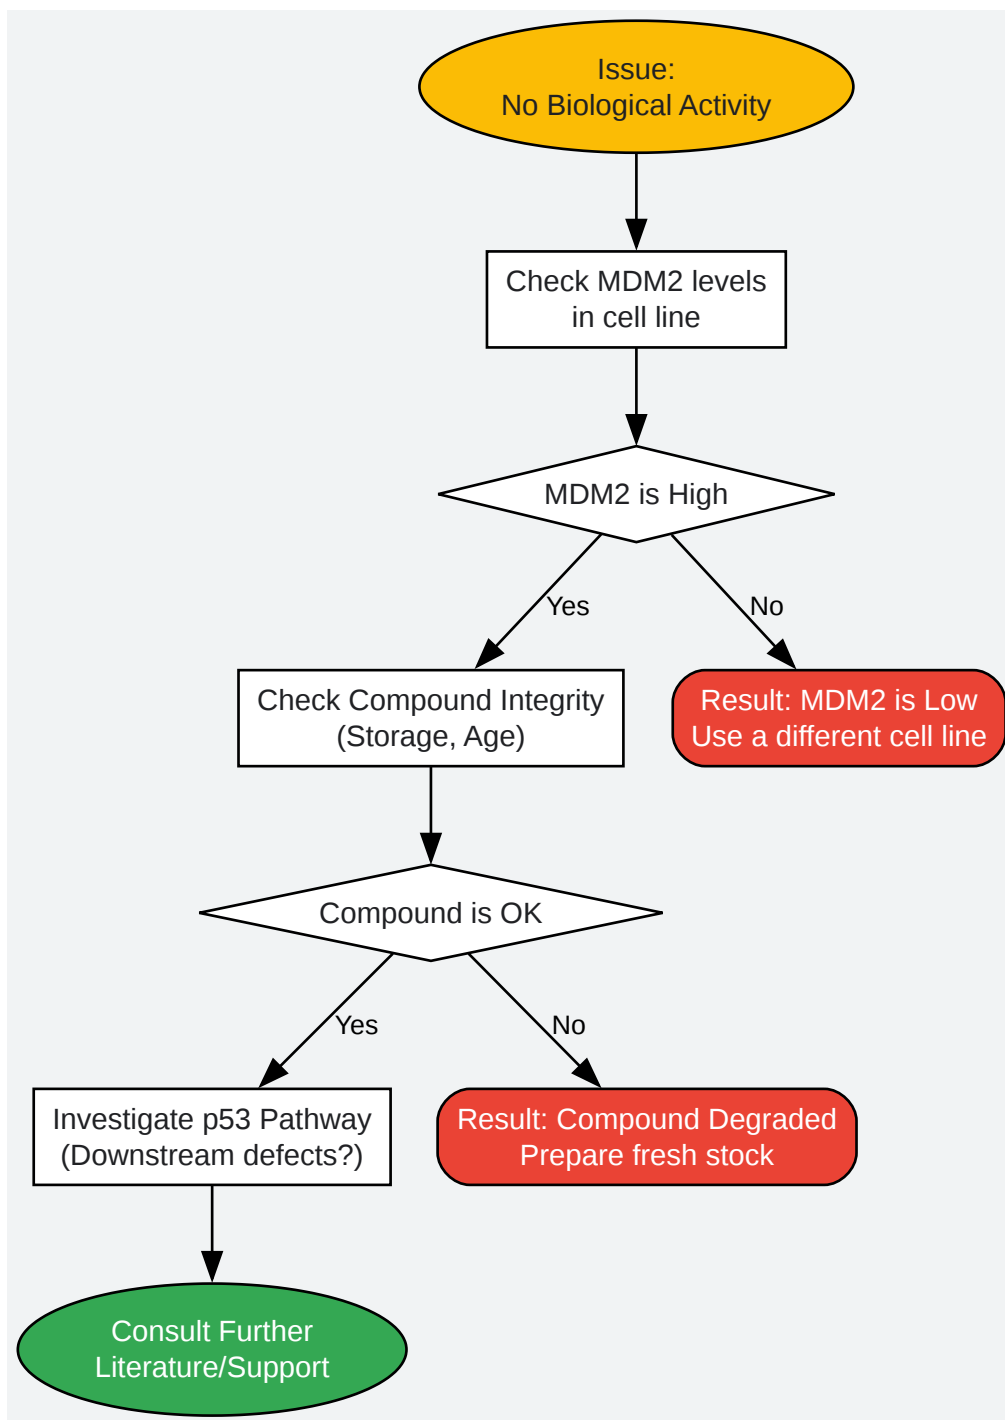 Issue:
No Biological Activity
Check MDM2 levels
in cell line
MDM2 is High
Yes
No
Check Compound Integrity
(Storage, Age)
Result: MDM2 is Low
Use a different cell line
Compound is OK
Yes
No
Investigate p53 Pathway
(Downstream defects?)
Result: Compound Degraded
Prepare fresh stock
Consult Further
Literature/Support